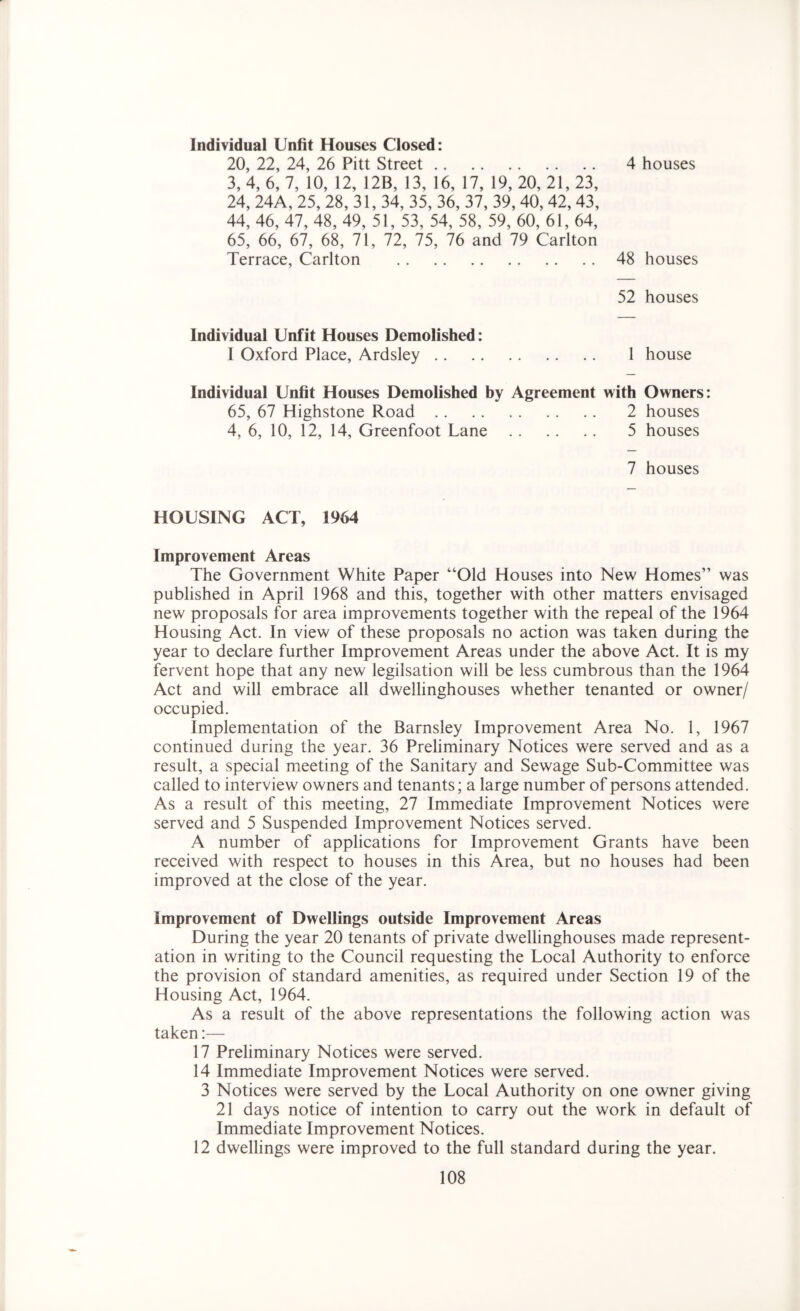 Individual Unfit Houses Closed:
20, 22, 24, 26 Pitt Street . . . . . . . . . . . . 4 houses
3, 4, 6, 7, 10, 12, 12B, 13, 16, 17, 19, 20, 21, 23,
24, 24A, 25, 28, 31, 34, 35, 36, 37, 39, 40, 42, 43,
44, 46, 47, 48, 49, 51, 53, 54, 58, 59, 60, 61, 64,
65, 66, 67, 68, 71, 72, 75, 76 and 79 Carlton
Terrace, Carlton . . . . . . . . . . . . . . 48 houses
52 houses
Individual Unfit Houses Demolished:
I Oxford Place, Ardsley . . . . . . . . . . . . 1 house
Individual Unfit Houses Demolished by Agreement with Owners:
65, 67 Highstone Road . . . . . . . . . . . . 2 houses
4, 6, 10, 12, 14, Greenfoot Lane . . . . . . . . 5 houses
7 houses
HOUSING ACT, 1964
Improvement Areas
The Government White Paper “Old Houses into New Homes” was
published in April 1968 and this, together with other matters envisaged
new proposals for area improvements together with the repeal of the 1964
Housing Act. In view of these proposals no action was taken during the
year to declare further Improvement Areas under the above Act. It is my
fervent hope that any new legilsation will be less cumbrous than the 1964
Act and will embrace all dwellinghouses whether tenanted or owner/
occupied.
Implementation of the Barnsley Improvement Area No. 1, 1967
continued during the year. 36 Preliminary Notices were served and as a
result, a special meeting of the Sanitary and Sewage Sub-Committee was
called to interview owners and tenants; a large number of persons attended.
As a result of this meeting, 27 Immediate Improvement Notices were
served and 5 Suspended Improvement Notices served.
A number of applications for Improvement Grants have been
received with respect to houses in this Area, but no houses had been
improved at the close of the year.
Improvement of Dwellings outside Improvement Areas
During the year 20 tenants of private dwellinghouses made represent-
ation in writing to the Council requesting the Local Authority to enforce
the provision of standard amenities, as required under Section 19 of the
Housing Act, 1964.
As a result of the above representations the following action was
taken:—
17 Preliminary Notices were served.
14 Immediate Improvement Notices were served.
3 Notices were served by the Local Authority on one owner giving
21 days notice of intention to carry out the work in default of
Immediate Improvement Notices.
12 dwellings were improved to the full standard during the year.
108